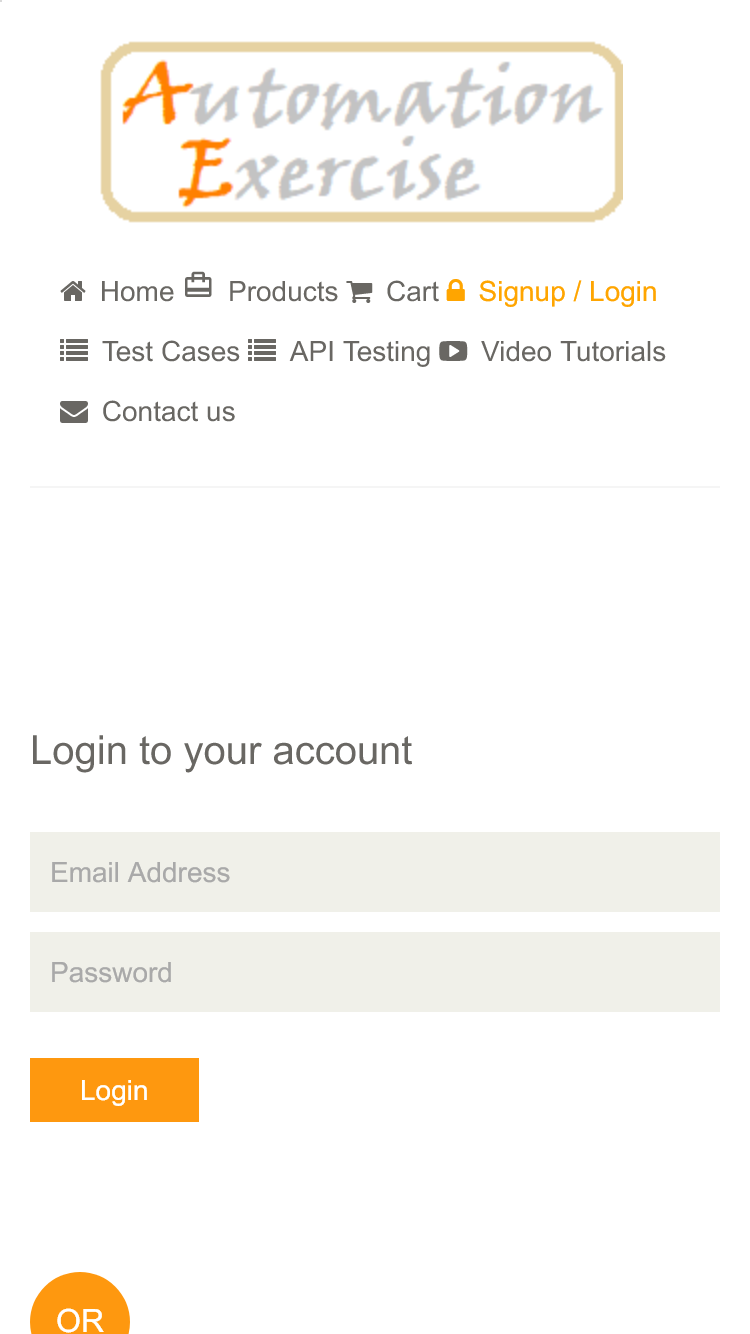 Automation
Exercise
Home Products Cart Signup / Login
Test Cases API Testing Video Tutorials
Contact us
Login to your account
Email Address
Password
Login
OR